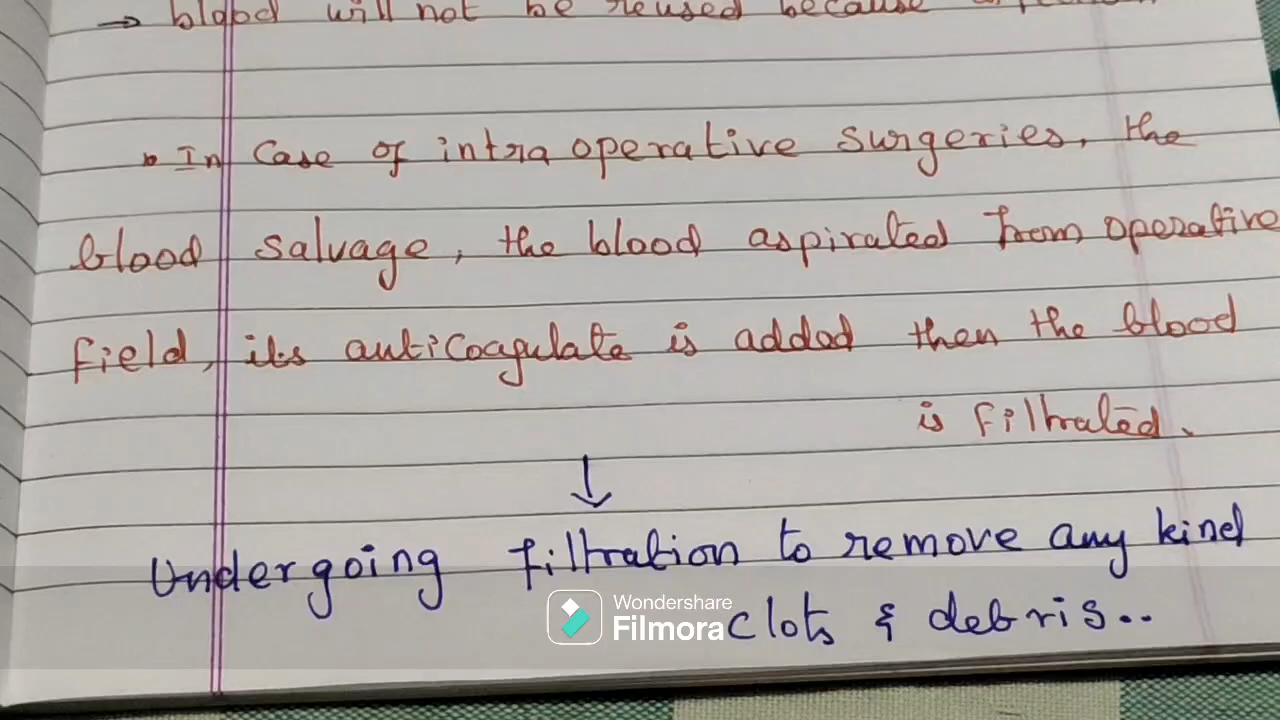 → blood will not be reused because
• In Case of intra operative surgeries, the
blood salvage, the blood aspirated from operative
field, its anticoagulate is added then the blood
is filtrated.
↓
Undergoing filtration to remove any kind
Wondershare
Filmora
clots & debris..